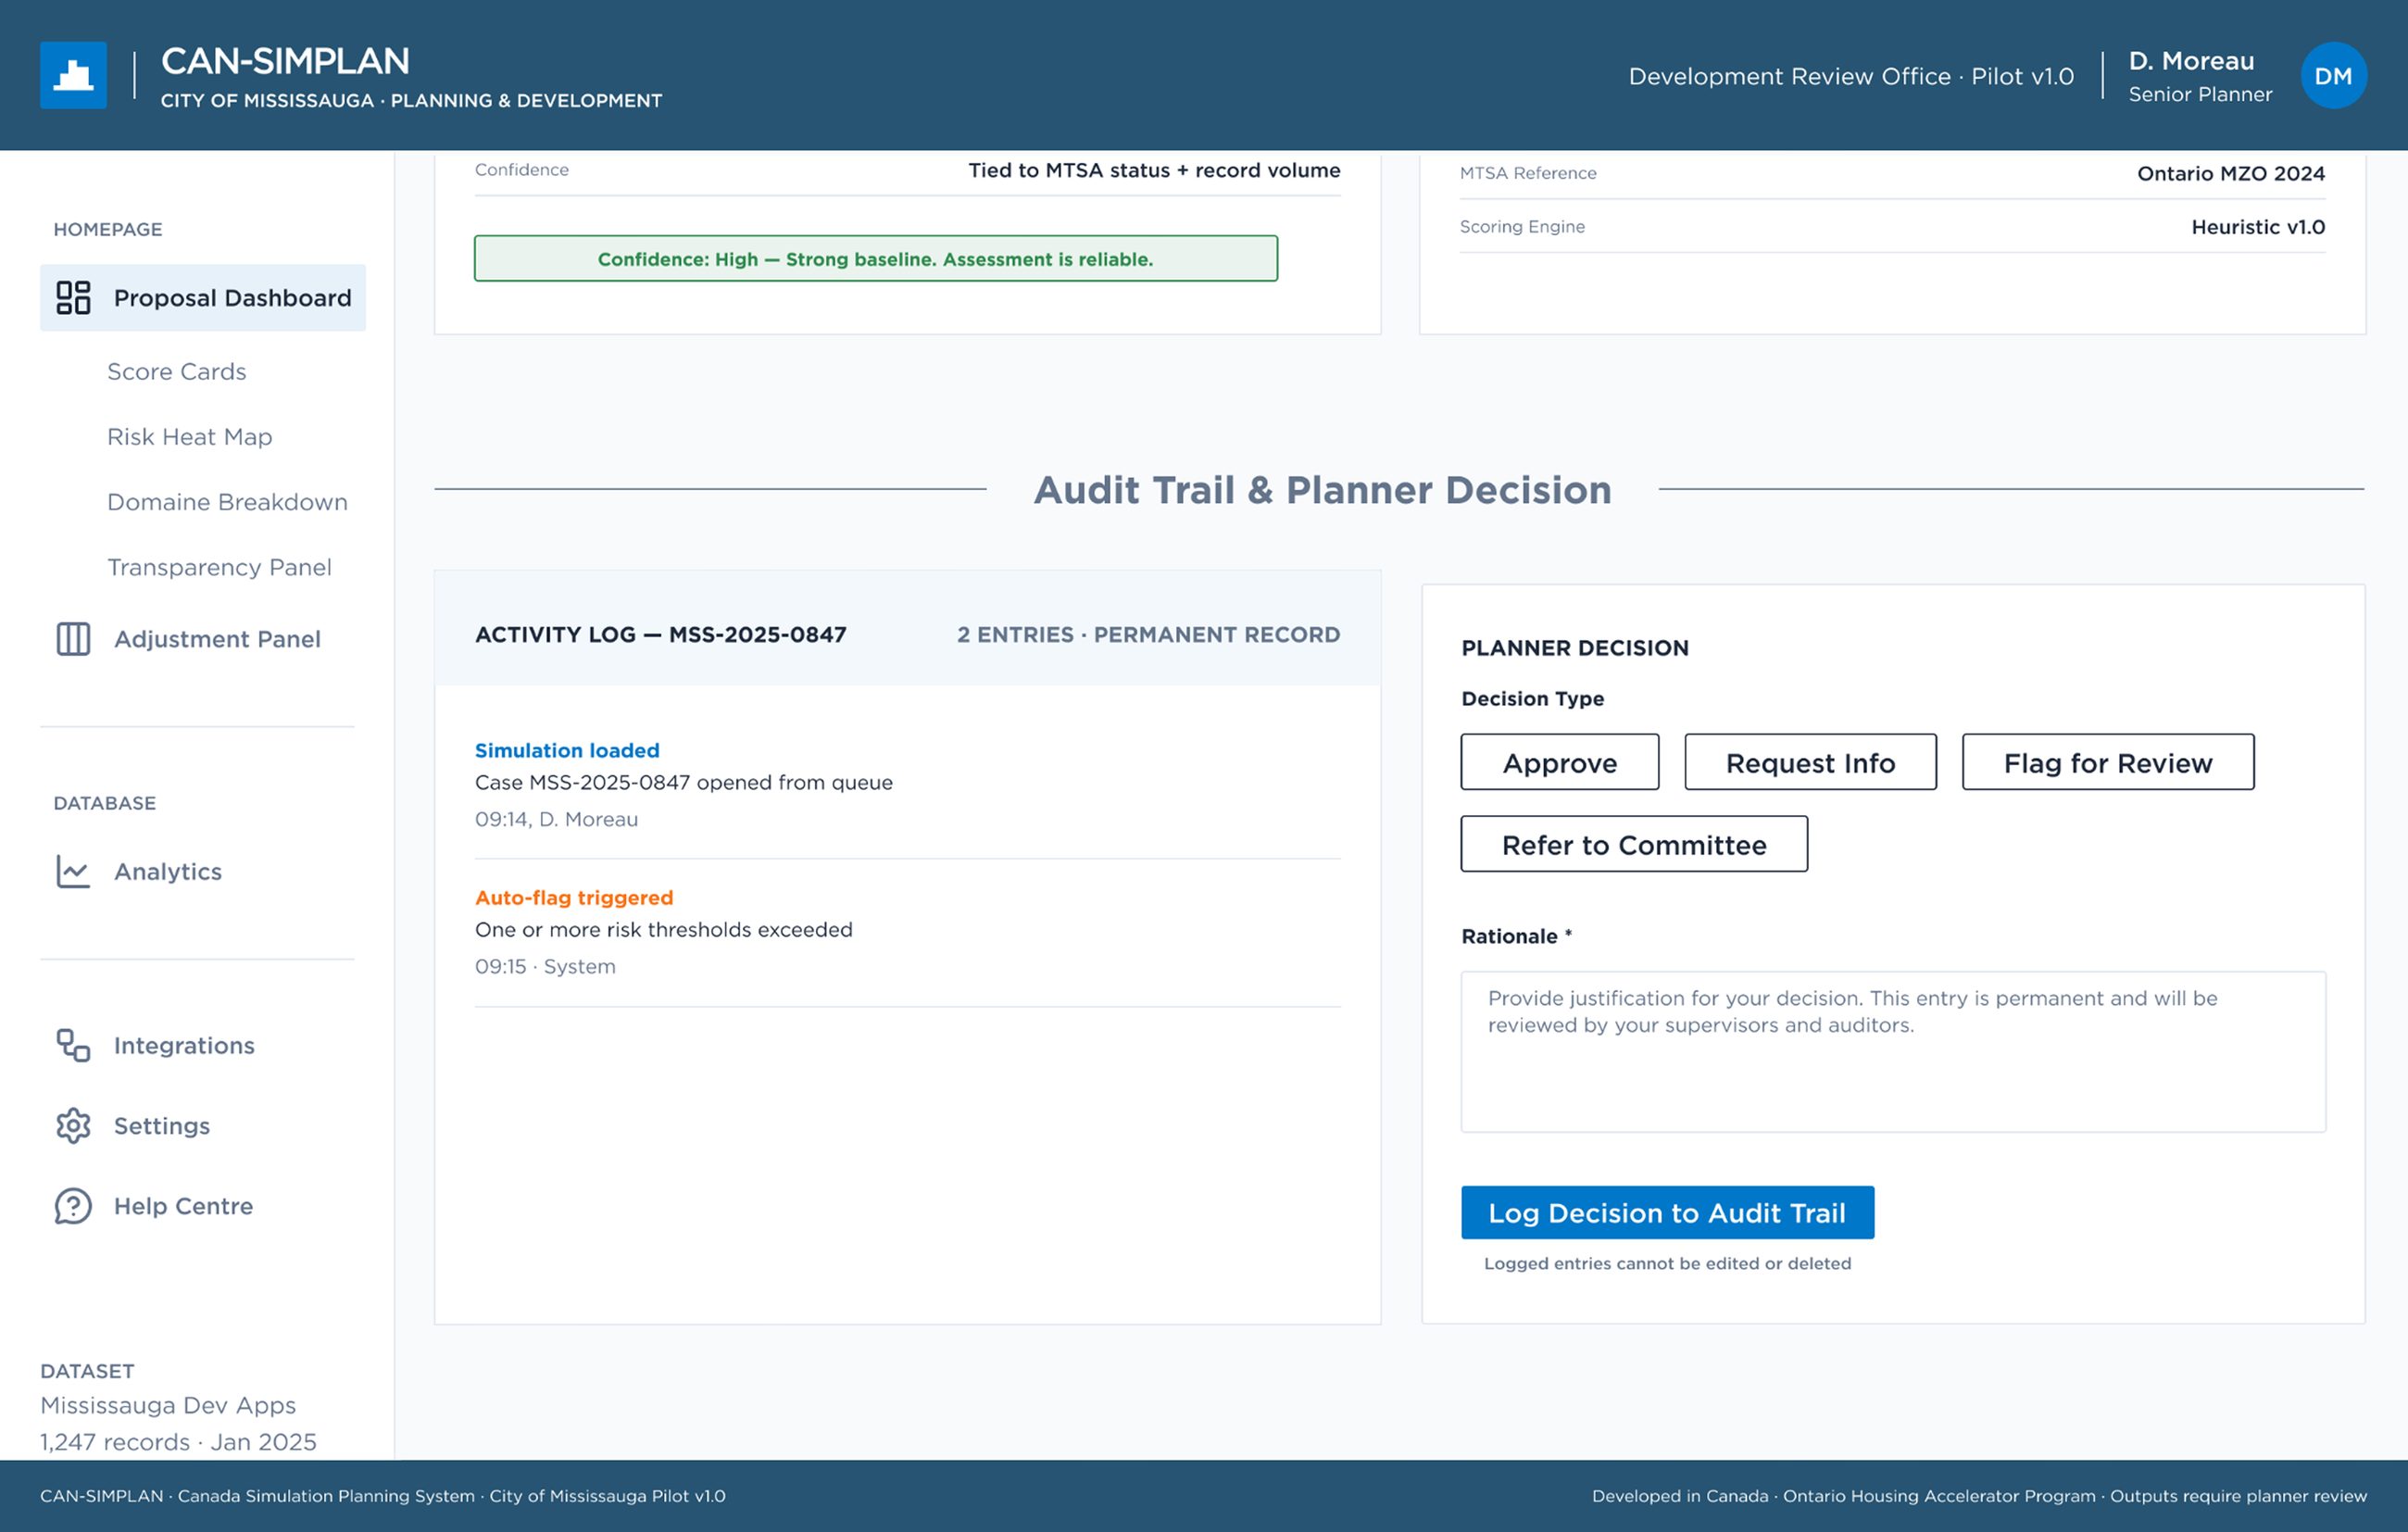 CAN-SIMPLAN
CITY OF MISSISSAUGA · PLANNING & DEVELOPMENT
Development Review Office · Pilot v1.0
D. Moreau
Senior Planner
DM
HOMEPAGE
Proposal Dashboard
Score Cards
Risk Heat Map
Domaine Breakdown
Transparency Panel
Adjustment Panel
DATABASE
Analytics
Integrations
Settings
Help Centre
DATASET
Mississauga Dev Apps
1,247 records · Jan 2025
Confidence
Tied to MTSA status + record volume
Confidence: High — Strong baseline. Assessment is reliable.
MTSA Reference
Ontario MZO 2024
Scoring Engine
Heuristic v1.0
Audit Trail & Planner Decision
ACTIVITY LOG — MSS-2025-0847
2 ENTRIES · PERMANENT RECORD
Simulation loaded
Case MSS-2025-0847 opened from queue
09:14, D. Moreau
Auto-flag triggered
One or more risk thresholds exceeded
09:15 · System
PLANNER DECISION
Decision Type
Approve
Request Info
Flag for Review
Refer to Committee
Rationale *
Provide justification for your decision. This entry is permanent and will be
reviewed by your supervisors and auditors.
Log Decision to Audit Trail
Logged entries cannot be edited or deleted
CAN-SIMPLAN · Canada Simulation Planning System · City of Mississauga Pilot v1.0
Developed in Canada · Ontario Housing Accelerator Program · Outputs require planner review